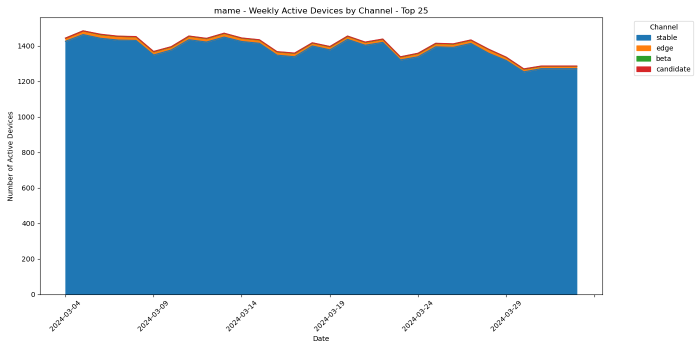 mame - Weekly Active Devices by Channel - Top 25
Number of Active Devices
1400
1200
1000
800
600
400
200
0
2024-03-04
2024-03-09
2024-03-14
2024-03-19
2024-03-24
2024-03-29
Date
Channel
stable
edge
beta
candidate